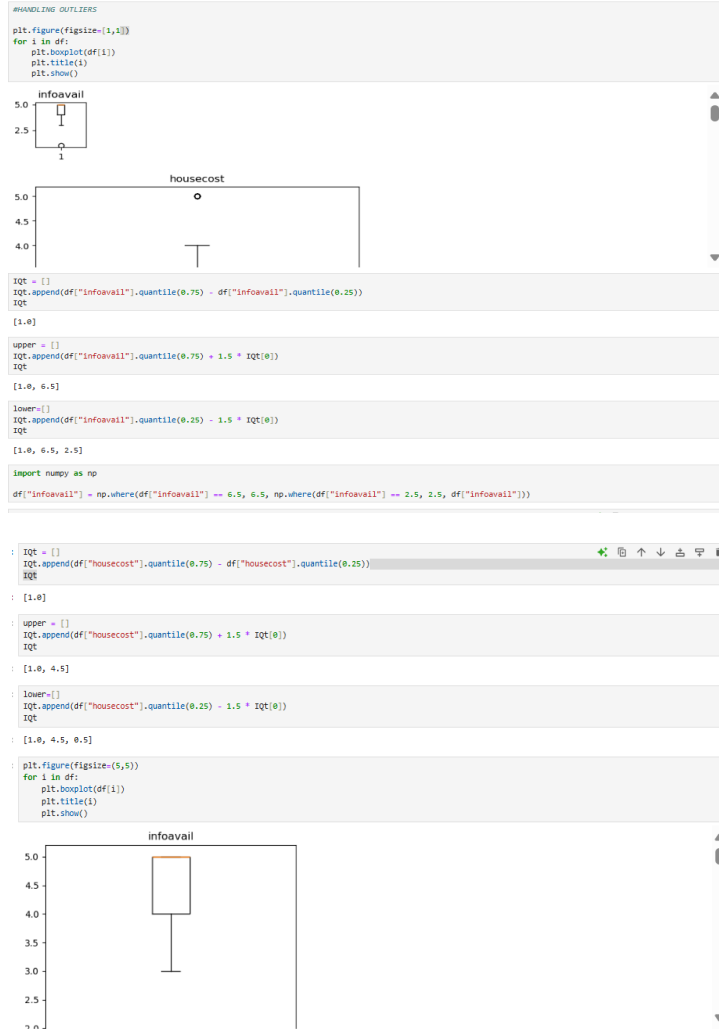 #HANDLING OUTLIERS
plt.figure(figsize=[1,1])
for i in df:
    plt.boxplot(df[i])
    plt.title(i)
    plt.show()
infoavail
5.0
2.5
1
housecost
5.0
4.5
4.0
IQt = []
IQt.append(df["infoavail"].quantile(0.75) - df["infoavail"].quantile(0.25))
IQt
[1.0]
upper = []
IQt.append(df["infoavail"].quantile(0.75) + 1.5 * IQt[0])
IQt
[1.0, 6.5]
lower=[]
IQt.append(df["infoavail"].quantile(0.25) - 1.5 * IQt[0])
IQt
[1.0, 6.5, 2.5]
import numpy as np
df["infoavail"] = np.where(df["infoavail"] == 6.5, 6.5, np.where(df["infoavail"] == 2.5, 2.5, df["infoavail"]))
: IQt = []
IQt.append(df["housecost"].quantile(0.75) - df["housecost"].quantile(0.25))
IQt
: [1.0]
: upper = []
IQt.append(df["housecost"].quantile(0.75) + 1.5 * IQt[0])
IQt
: [1.0, 4.5]
: lower=[]
IQt.append(df["housecost"].quantile(0.25) - 1.5 * IQt[0])
IQt
: [1.0, 4.5, 0.5]
: plt.figure(figsize=(5,5))
for i in df:
    plt.boxplot(df[i])
    plt.title(i)
    plt.show()
infoavail
5.0
4.5
4.0
3.5
3.0
2.5
2.0